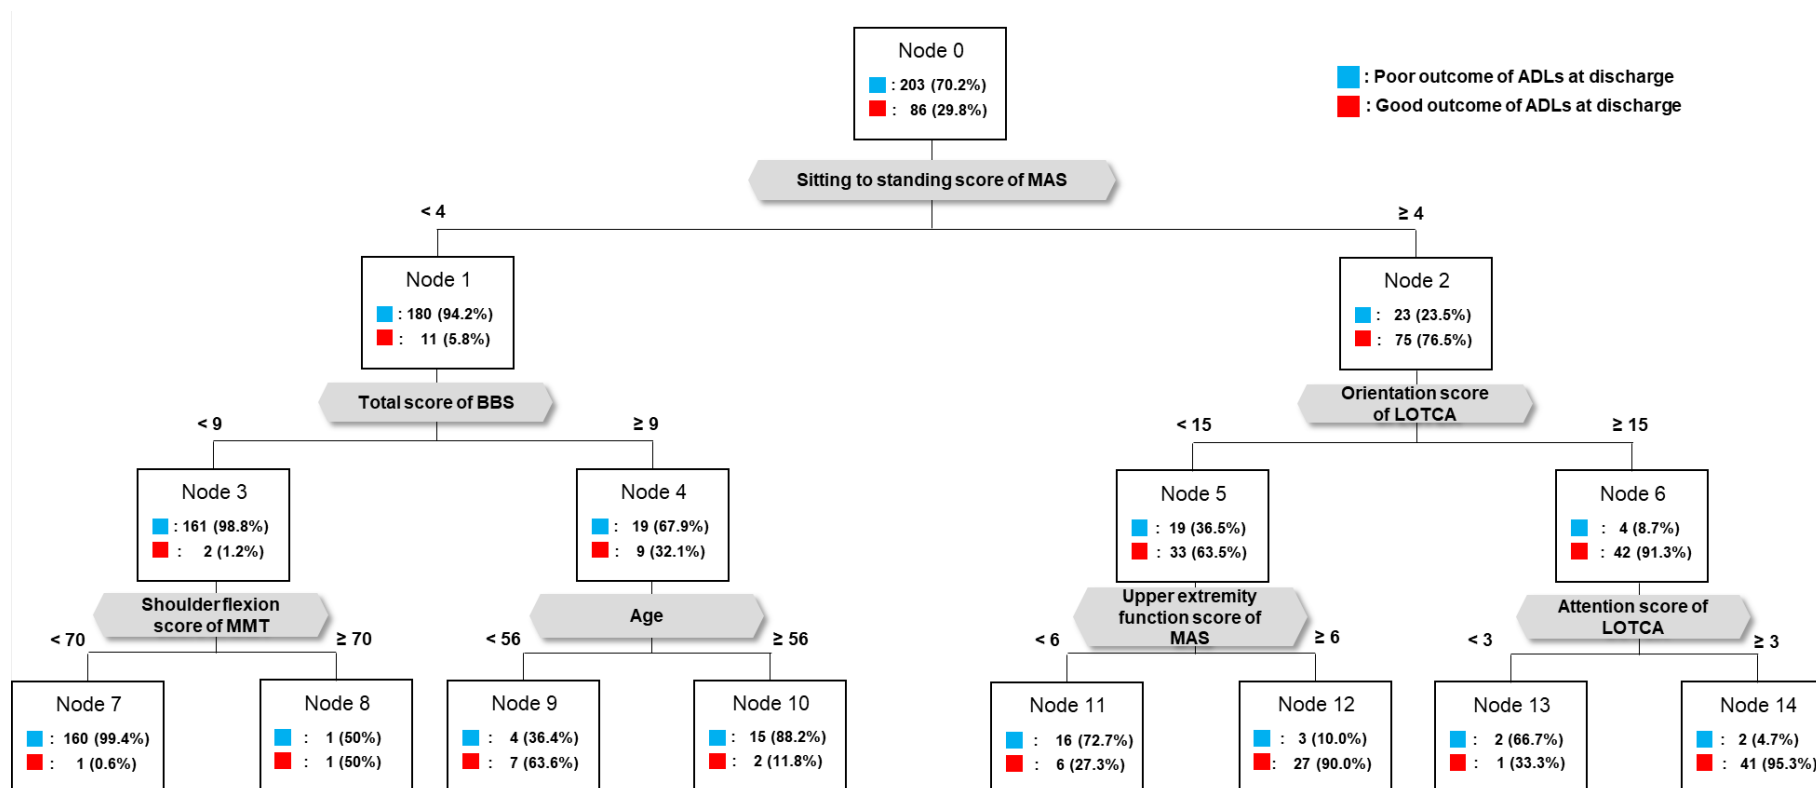 Node 0
: 203 (70.2%)
: 86 (29.8%)
: Poor outcome of ADLs at discharge
: Good outcome of ADLs at discharge
Sitting to standing score of MAS
< 4
≥ 4
Node 1
: 180 (94.2%)
: 11 (5.8%)
Node 2
: 23 (23.5%)
: 75 (76.5%)
Total score of BBS
Orientation score
of LOTCA
< 9
≥ 9
< 15
≥ 15
Node 3
: 161 (98.8%)
: 2 (1.2%)
Node 4
: 19 (67.9%)
: 9 (32.1%)
Node 5
: 19 (36.5%)
: 33 (63.5%)
Node 6
: 4 (8.7%)
: 42 (91.3%)
Shoulder flexion
score of MMT
Age
Upper extremity
function score of
MAS
Attention score of
LOTCA
< 70
≥ 70
< 56
≥ 56
< 6
≥ 6
< 3
≥ 3
Node 7
: 160 (99.4%)
: 1 (0.6%)
Node 8
: 1 (50%)
: 1 (50%)
Node 9
: 4 (36.4%)
: 7 (63.6%)
Node 10
: 15 (88.2%)
: 2 (11.8%)
Node 11
: 16 (72.7%)
: 6 (27.3%)
Node 12
: 3 (10.0%)
: 27 (90.0%)
Node 13
: 2 (66.7%)
: 1 (33.3%)
Node 14
: 2 (4.7%)
: 41 (95.3%)